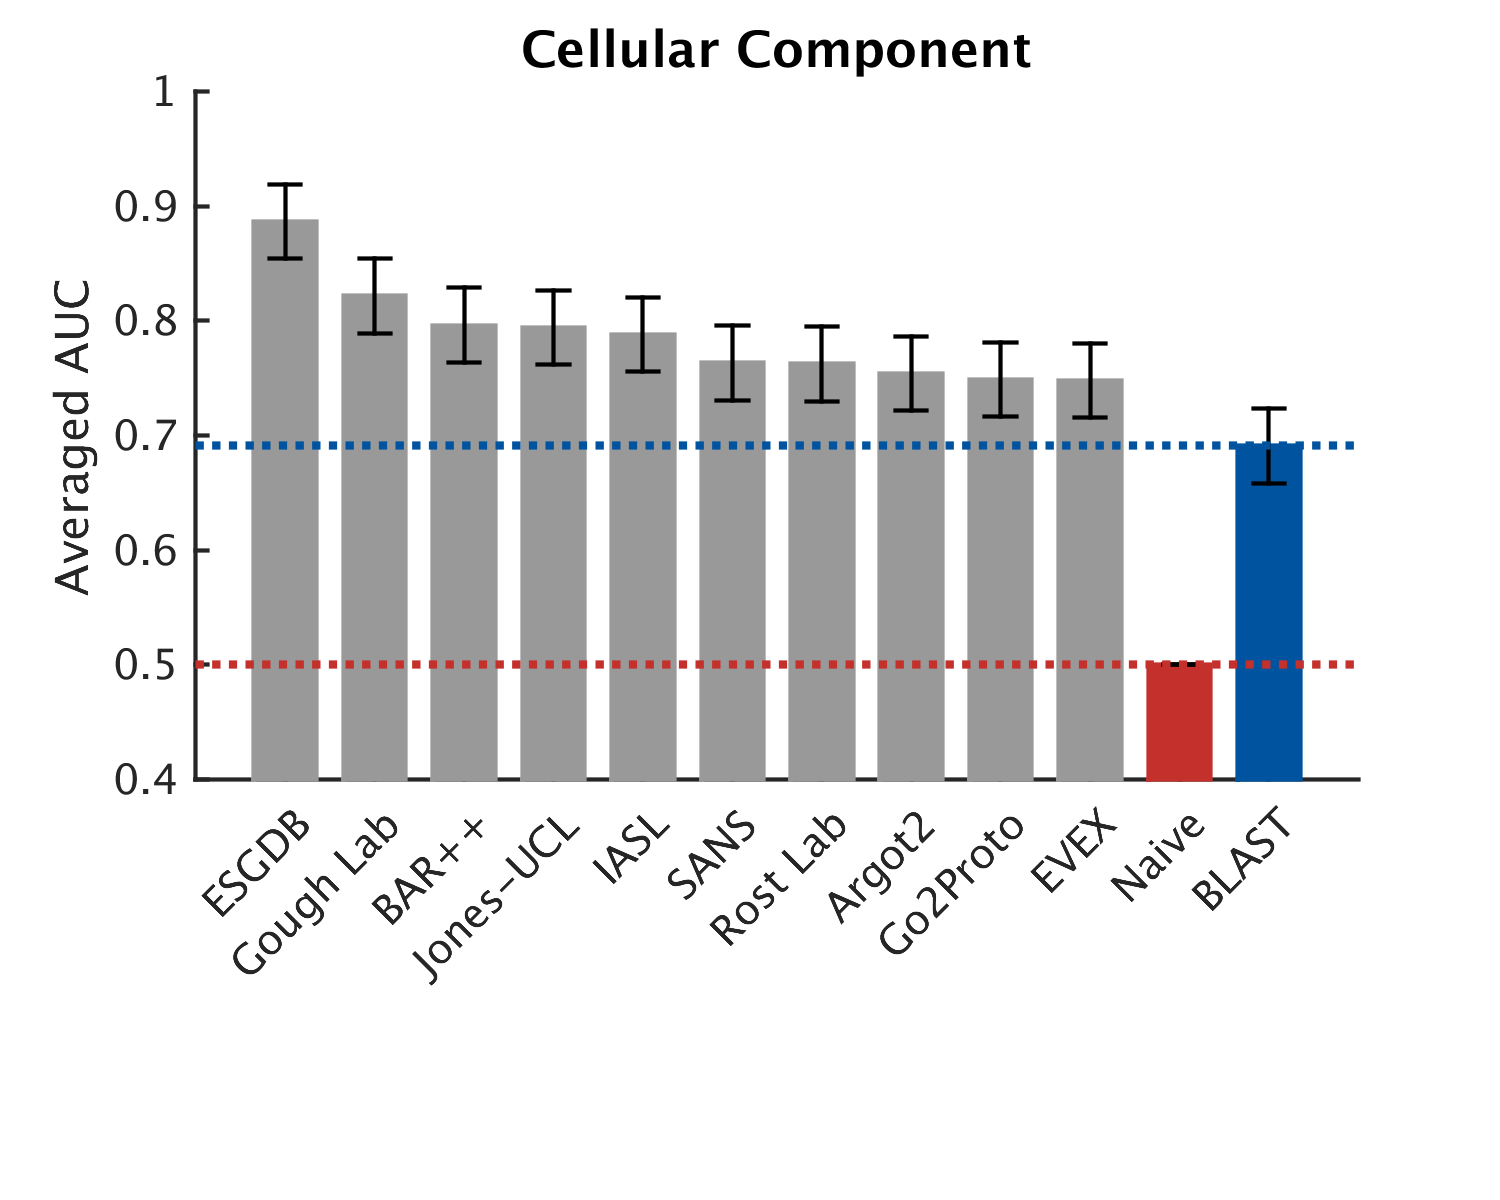 Cellular Component
Averaged AUC
1
0.9
0.8
0.7
0.6
0.5
0.4
ESGDB
Gough Lab
BAR++
Jones–UCL
IASL
SANS
Rost Lab
Argot2
Go2Proto
EVEX
Naive
BLAST